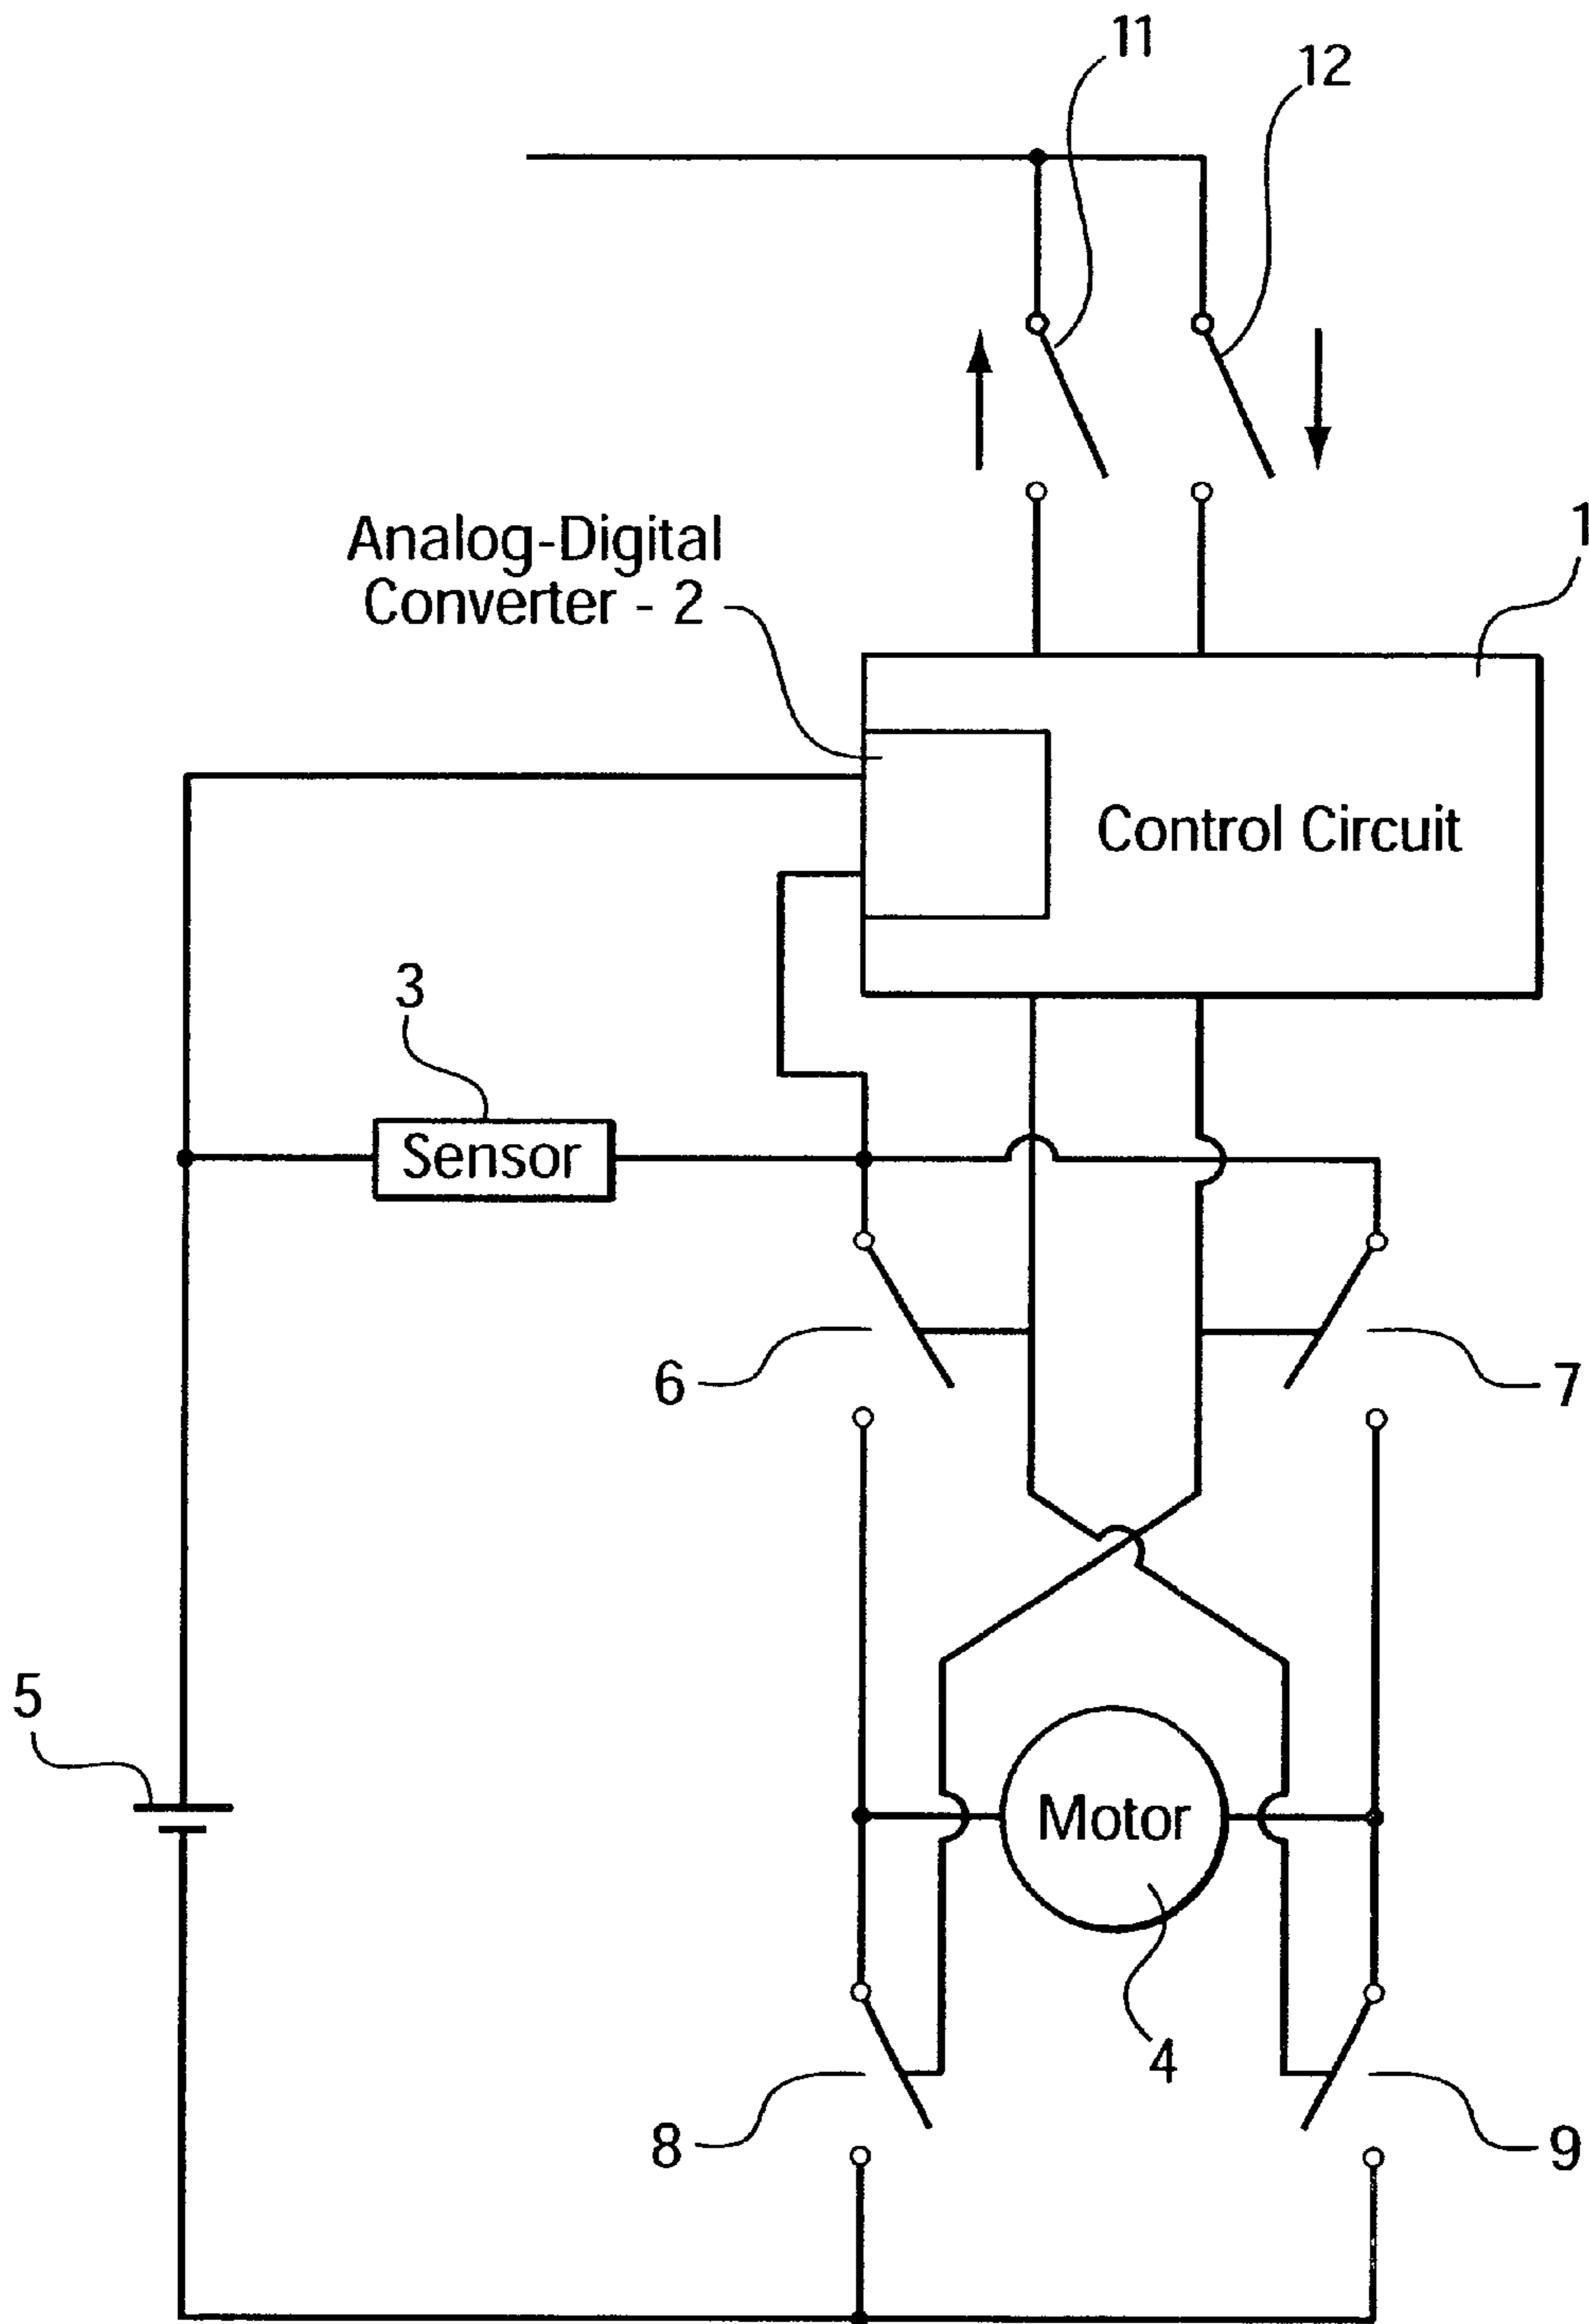 11
12
1
Analog-Digital
Converter - 2
Control Circuit
3
Sensor
6
7
5
Motor
4
8
9